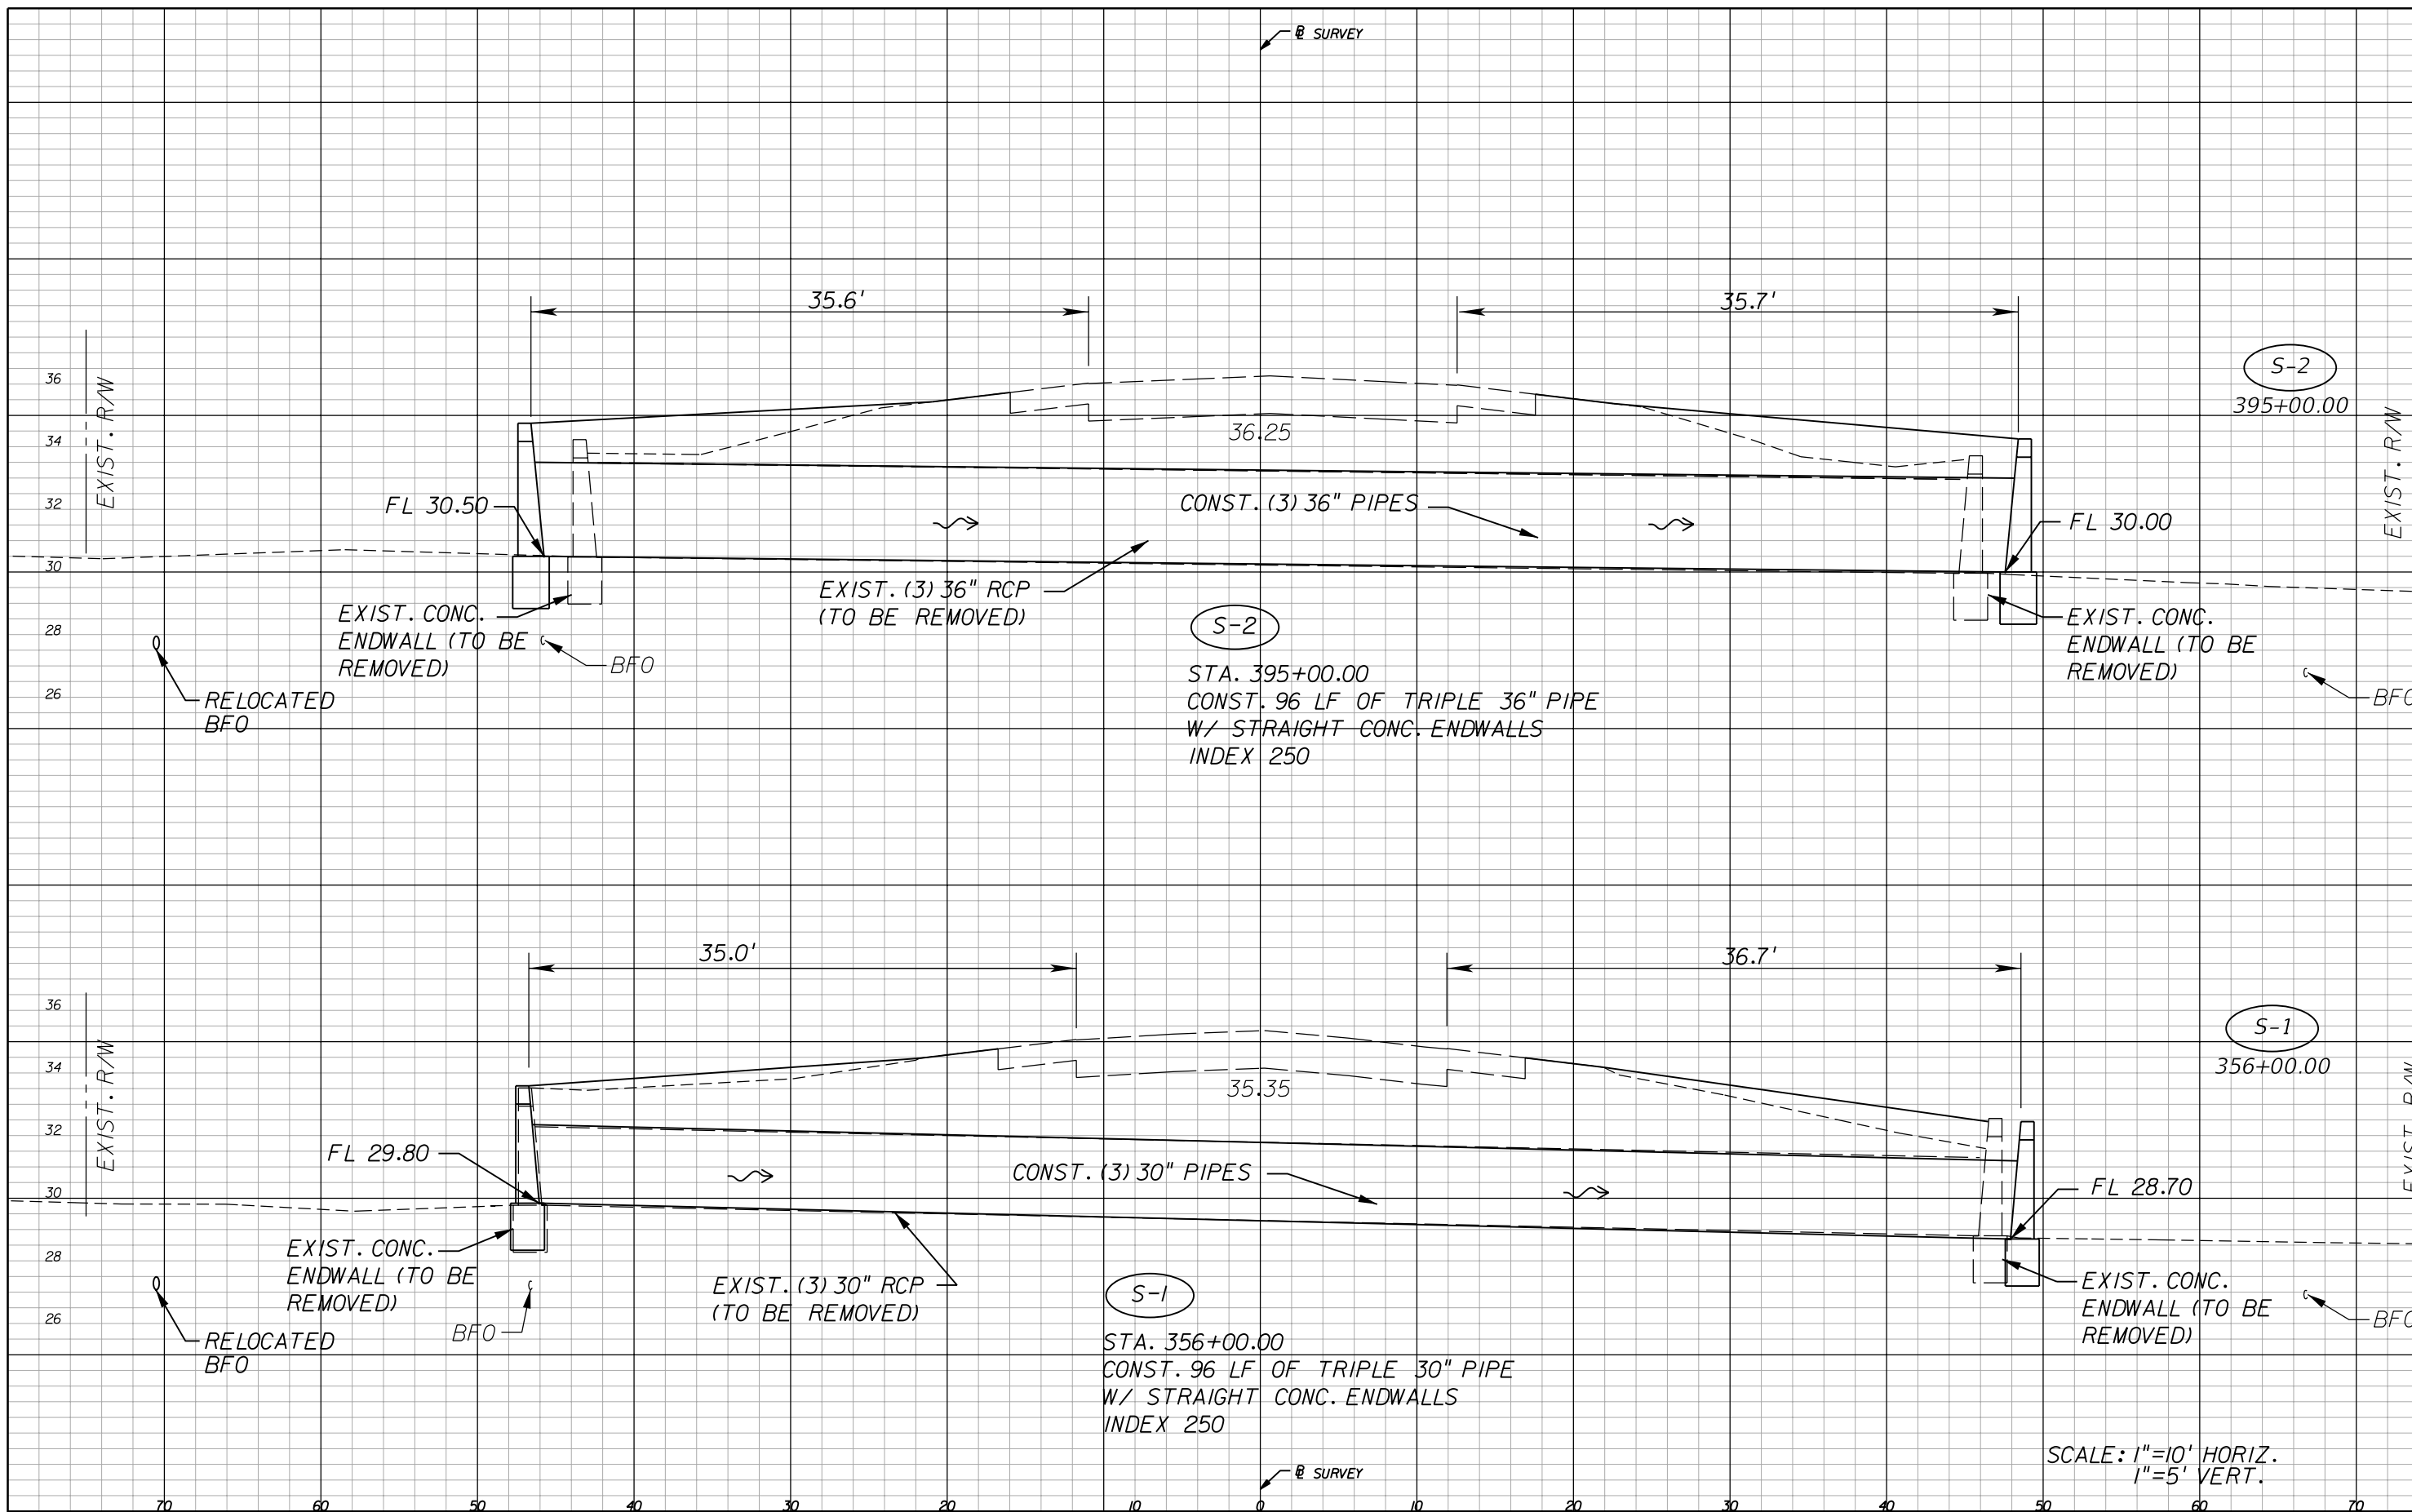 ℄ SURVEY
35.6'
35.7'
S-2
395+00.00
36
34
32
30
28
26
EXIST. R/W
EXIST. R/W
36.25
FL 30.50
CONST. (3) 36" PIPES
FL 30.00
EXIST. (3) 36" RCP
(TO BE REMOVED)
EXIST. CONC.
ENDWALL (TO BE
REMOVED)
BFO
RELOCATED
BFO
S-2
STA. 395+00.00
CONST. 96 LF OF TRIPLE 36" PIPE
W/ STRAIGHT CONC. ENDWALLS
INDEX 250
EXIST. CONC.
ENDWALL (TO BE
REMOVED)
BFO
35.0'
36.7'
S-1
356+00.00
36
34
32
30
28
26
EXIST. R/W
EXIST. R/W
35.35
FL 29.80
CONST. (3) 30" PIPES
FL 28.70
EXIST. CONC.
ENDWALL (TO BE
REMOVED)
BFO
RELOCATED
BFO
EXIST. (3) 30" RCP
(TO BE REMOVED)
S-1
STA. 356+00.00
CONST. 96 LF OF TRIPLE 30" PIPE
W/ STRAIGHT CONC. ENDWALLS
INDEX 250
EXIST. CONC.
ENDWALL (TO BE
REMOVED)
BFO
SCALE: 1"=10' HORIZ.
1"=5' VERT.
℄ SURVEY
70 60 50 40 30 20 10 0 10 20 30 40 50 60 70